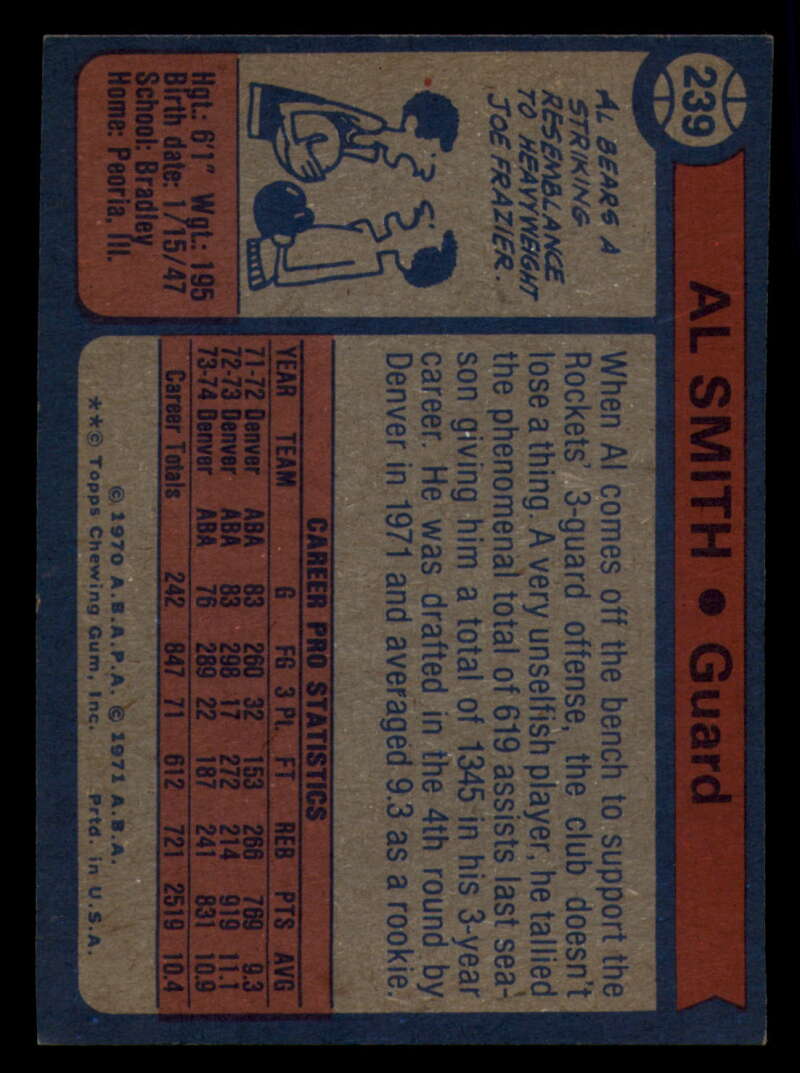 239
AL SMITH • Guard
AL BEARS A
STRIKING
RESEMBLANCE
TO HEAVYWEIGHT
JOE FRAZIER.
Hgt.: 6'1" Wgt.: 195
Birth date: 1/15/47
School: Bradley
Home: Peoria, Ill.
When Al comes off the bench to support the
Rockets' 3-guard offense, the club doesn't
lose a thing. A very unselfish player, he tallied
the phenomenal total of 619 assists last sea-
son giving him a total of 1345 in his 3-year
career. He was drafted in the 4th round by
Denver in 1971 and averaged 9.3 as a rookie.
CAREER PRO STATISTICS
YEAR TEAM G FG 3 Pt. FT REB PTS AVG
71-72 Denver ABA 83 260 32 153 266 769 9.3
72-73 Denver ABA 83 298 17 272 214 919 11.1
73-74 Denver ABA 76 289 22 187 241 831 10.9
Career Totals 242 847 71 612 721 2519 10.4
© 1970 A.B.A.P.A. © 1971 A.B.A.
**© Topps Chewing Gum, Inc. Prtd. in U.S.A.